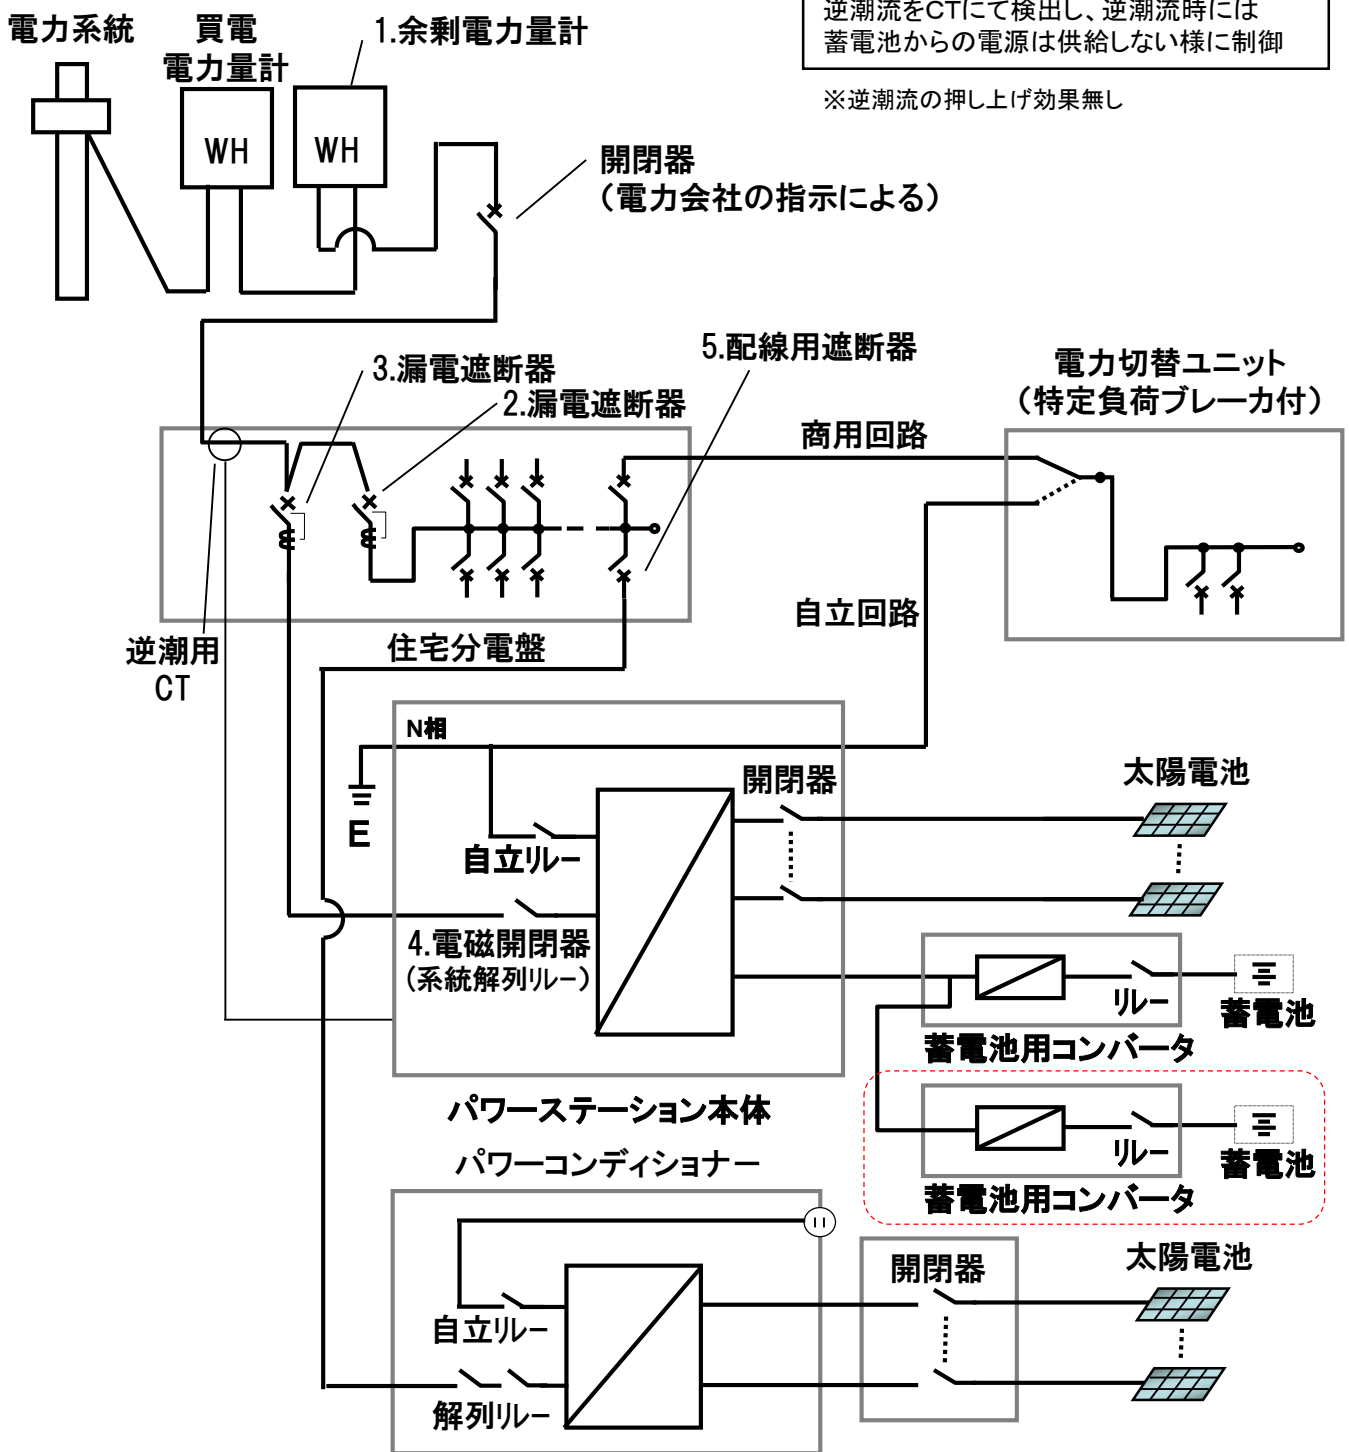 逆潮流をCTにて検出し、逆潮流時には
蓄電池からの電源は供給しない様に制御
※逆潮流の押し上げ効果無し
電力系統
買電
電力量計
1.余剰電力量計
WH
WH
開閉器
(電力会社の指示による)
3.漏電遮断器
2.漏電遮断器
5.配線用遮断器
電力切替ユニット
(特定負荷ブレーカ付)
商用回路
自立回路
逆潮用
CT
住宅分電盤
N相
E
自立リレー
開閉器
太陽電池
4.電磁開閉器
(系統解列リレー)
リレー
蓄電池
蓄電池用コンバータ
パワーステーション本体
リレー
蓄電池
蓄電池用コンバータ
パワーコンディショナー
自立リレー
解列リレー
開閉器
太陽電池